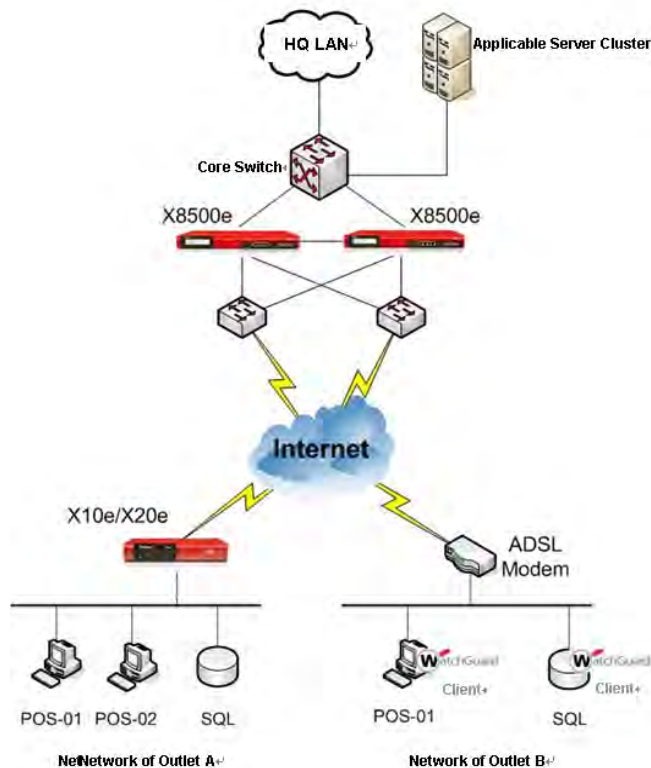 HQ LAN
Applicable Server Cluster
Core Switch
X8500e
X8500e
Internet
X10e/X20e
ADSL
Modem
POS-01
POS-02
SQL
WatchGuard
Client+
POS-01
WatchGuard
Client+
SQL
NetNetwork of Outlet A
Network of Outlet B